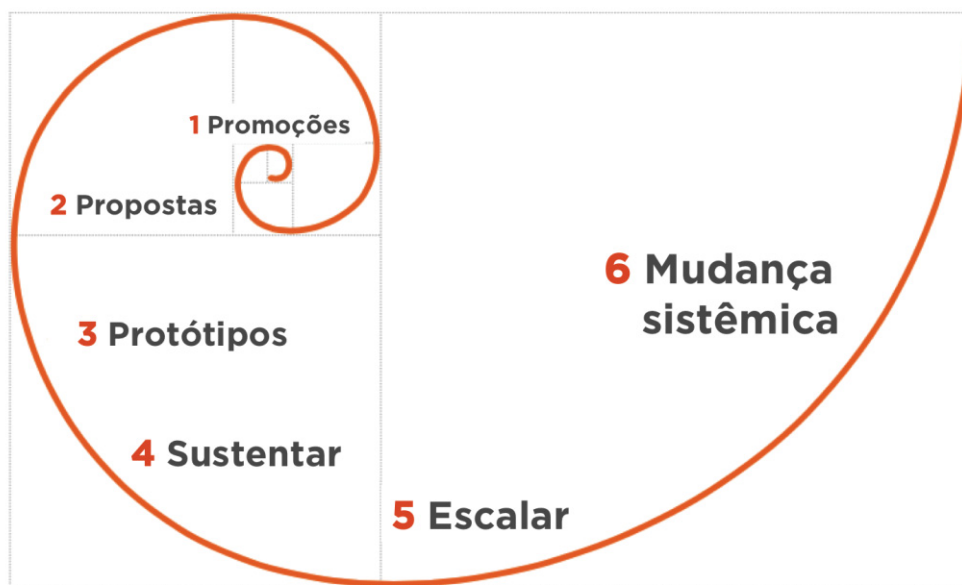 1 Promoções
2 Propostas
3 Protótipos
4 Sustentar
5 Escalar
6 Mudança
sistêmica